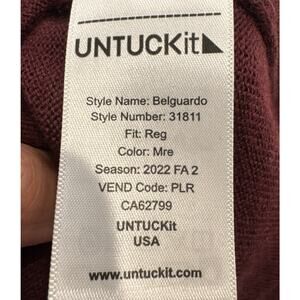 UNTUCKit
Style Name: Belguardo
Style Number: 31811
Fit: Reg
Color: Mre
Season: 2022 FA 2
VEND Code: PLR
CA62799
UNTUCKit
USA
www.untuckit.com